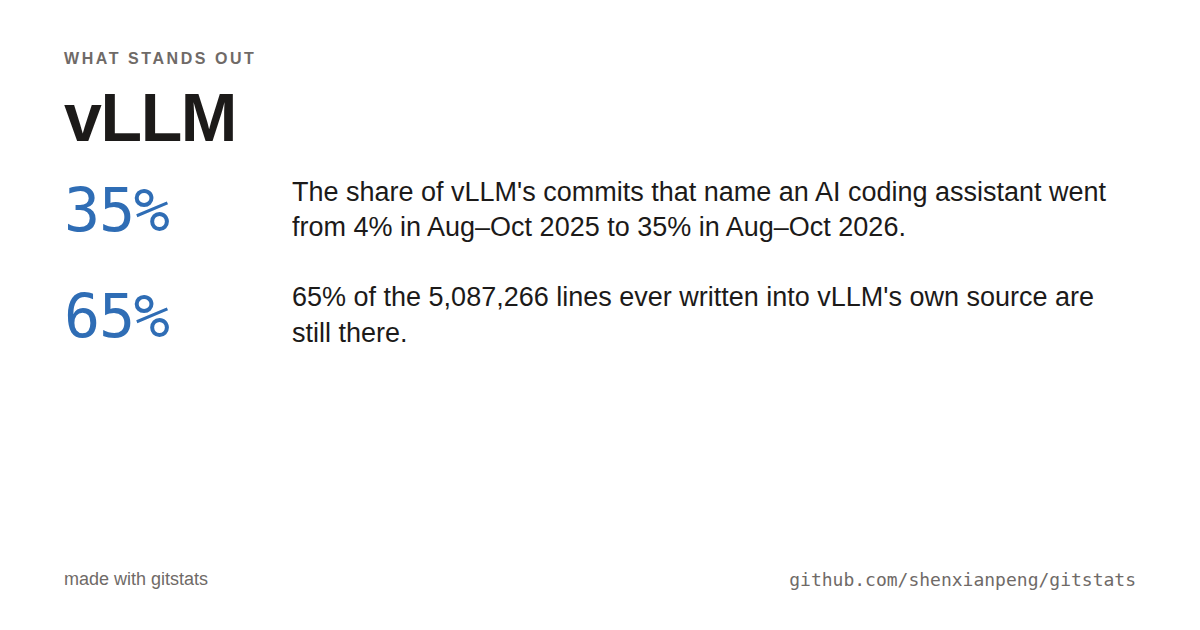 WHAT STANDS OUT
vLLM
35%
The share of vLLM's commits that name an AI coding assistant went
from 4% in Aug–Oct 2025 to 35% in Aug–Oct 2026.
65%
65% of the 5,087,266 lines ever written into vLLM's own source are
still there.
made with gitstats
github.com/shenxianpeng/gitstats